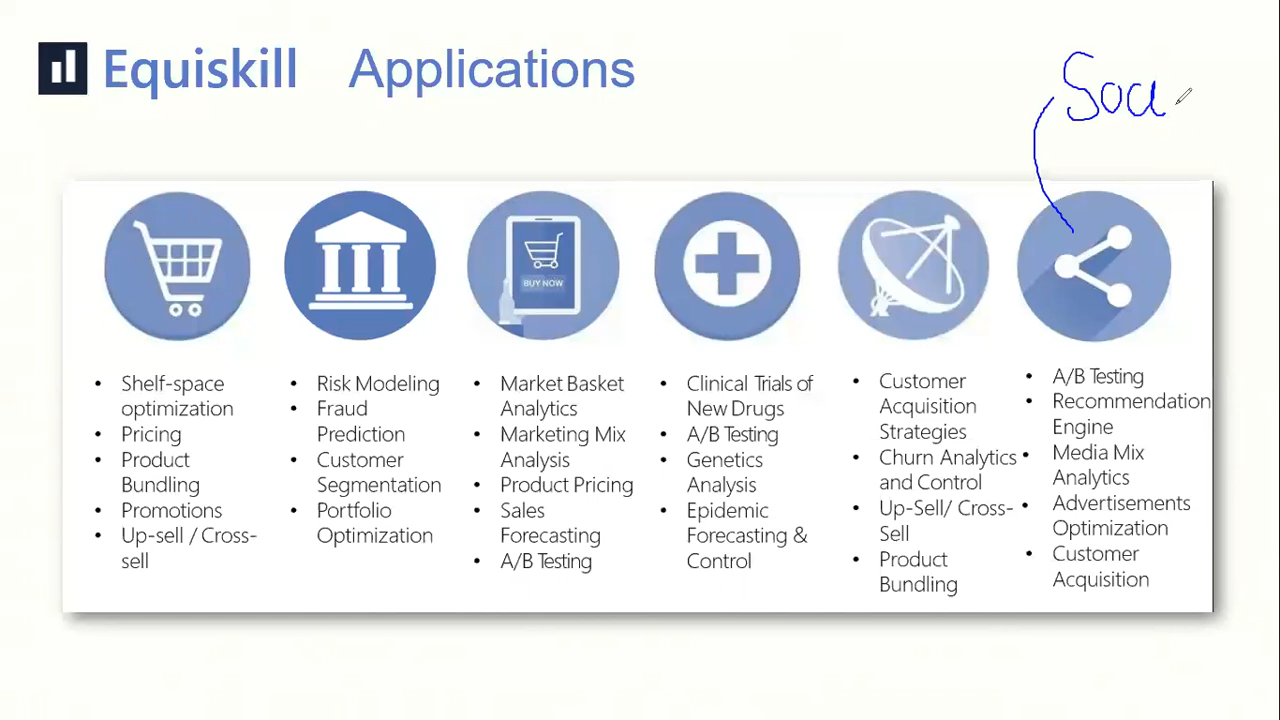 Equiskill Applications
Soci
BUY NOW
• Shelf-space
optimization
• Pricing
• Product
Bundling
• Promotions
• Up-sell / Cross-
sell
• Risk Modeling
• Fraud
Prediction
• Customer
Segmentation
• Portfolio
Optimization
• Market Basket
Analytics
• Marketing Mix
Analysis
• Product Pricing
• Sales
Forecasting
• A/B Testing
• Clinical Trials of
New Drugs
• A/B Testing
• Genetics
Analysis
• Epidemic
Forecasting &
Control
• Customer
Acquisition
Strategies
• Churn Analytics
and Control
• Up-Sell/ Cross-
Sell
• Product
Bundling
• A/B Testing
• Recommendation
Engine
• Media Mix
Analytics
• Advertisements
Optimization
• Customer
Acquisition